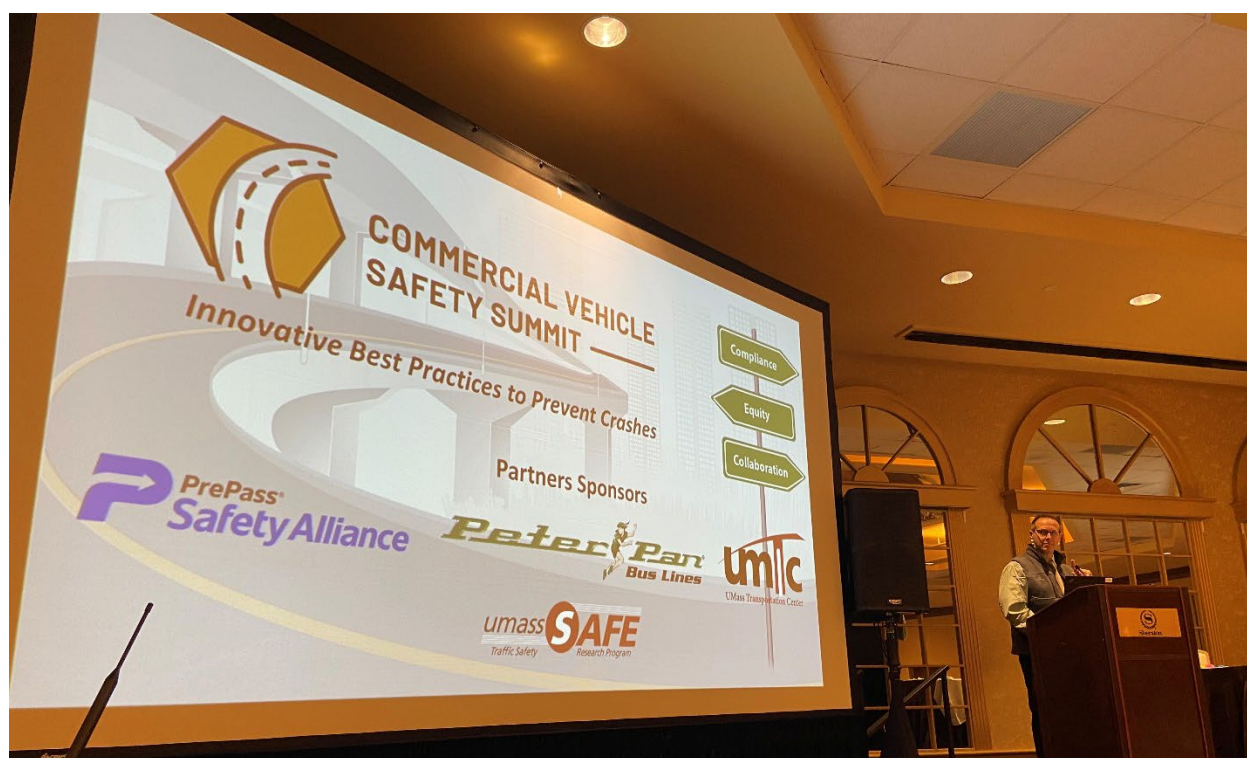 COMMERCIAL VEHICLE
SAFETY SUMMIT
Innovative Best Practices to Prevent Crashes
Compliance
Equity
Collaboration
Partners Sponsors
PrePass®
Safety Alliance
Peter Pan
Bus Lines
UMTC
UMass Transportation Center
umass SAFE
Traffic Safety Research Program
Sheraton